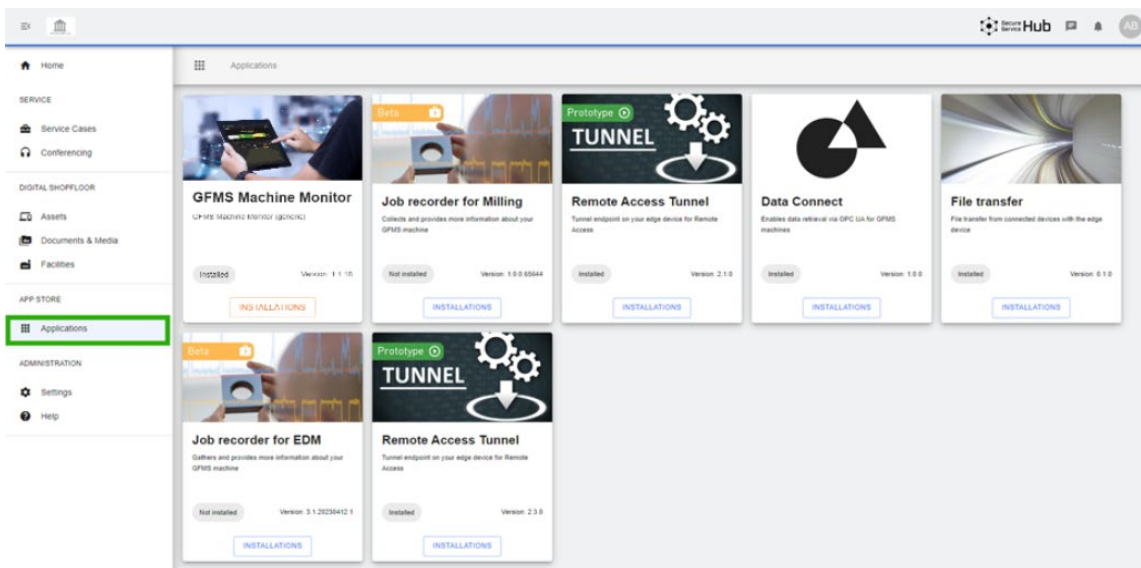 Secure
Service Hub
AB
Home
Applications
SERVICE
Service Cases
Conferencing
DIGITAL SHOPFLOOR
Assets
Documents & Media
Facilities
APP STORE
Applications
ADMINISTRATION
Settings
Help
GFMS Machine Monitor
GFMS Machine Monitor (generic)
Installed
Version: 1.1.18
INSTALLATIONS
Beta
Job recorder for Milling
Collects and provides more information about your
GFMS machine
Not installed
Version: 1.0.0.65644
INSTALLATIONS
Prototype
TUNNEL
Remote Access Tunnel
Tunnel endpoint on your edge device for Remote
Access
Installed
Version: 2.1.0
INSTALLATIONS
Data Connect
Enables data retrieval via OPC UA for GFMS
machines
Installed
Version: 1.0.0
INSTALLATIONS
File transfer
File transfer from connected devices with the edge
device
Installed
Version: 0.1.0
INSTALLATIONS
Beta
Job recorder for EDM
Gathers and provides more information about your
GFMS machine
Not installed
Version: 3.1.20230412.1
INSTALLATIONS
Prototype
TUNNEL
Remote Access Tunnel
Tunnel endpoint on your edge device for Remote
Access
Installed
Version: 2.3.0
INSTALLATIONS